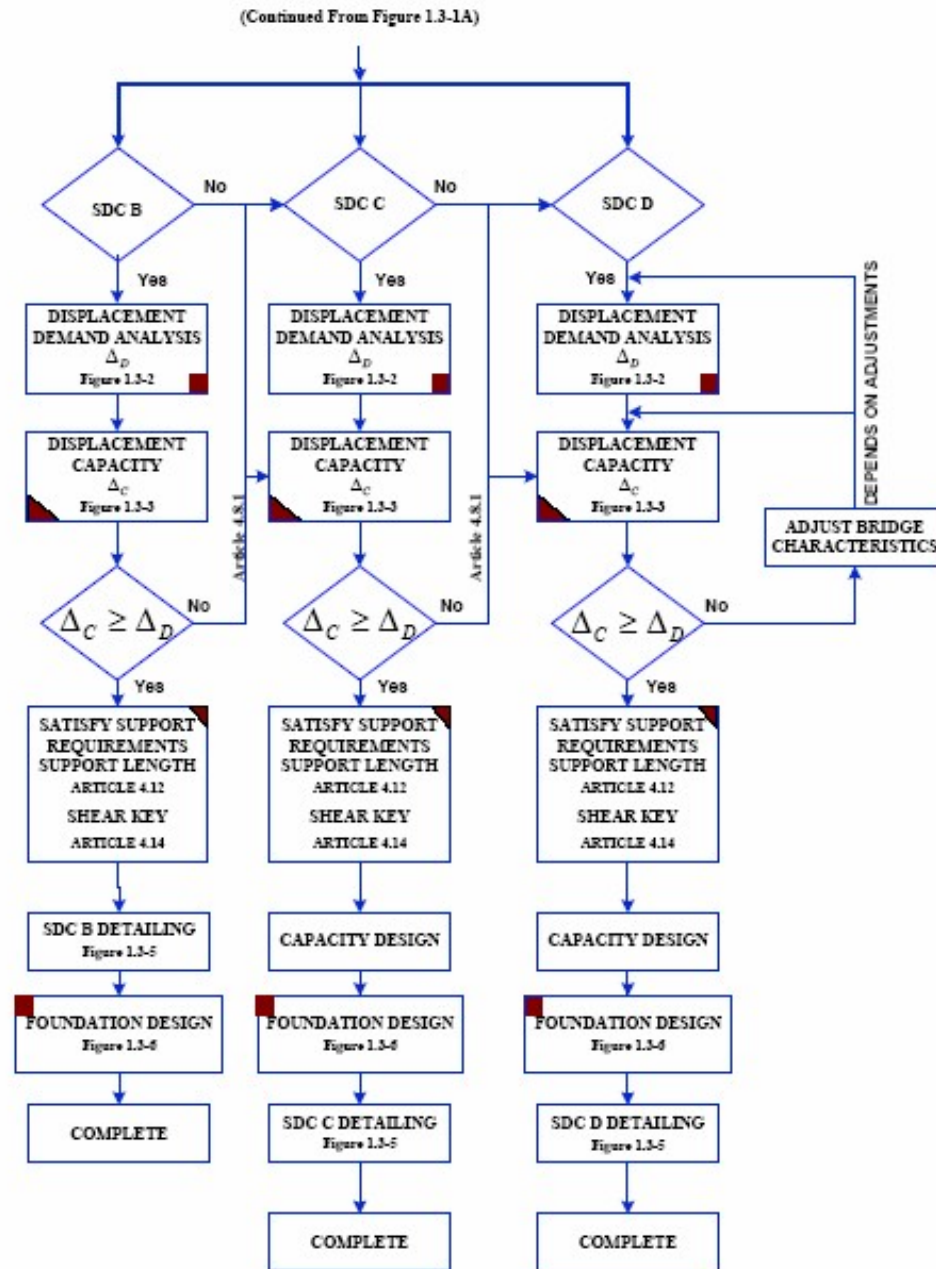 (Continued From Figure 1.3-1A)
SDC B
No
SDC C
No
SDC D
Yes
Yes
Yes
DISPLACEMENT
DEMAND ANALYSIS
Δ_D
Figure 1.3-2
DISPLACEMENT
DEMAND ANALYSIS
Δ_D
Figure 1.3-2
DISPLACEMENT
DEMAND ANALYSIS
Δ_D
Figure 1.3-2
DEPENDS ON ADJUSTMENTS
DISPLACEMENT
CAPACITY
Δ_C
Figure 1.3-3
Article 4.8.1
DISPLACEMENT
CAPACITY
Δ_C
Figure 1.3-3
Article 4.8.1
DISPLACEMENT
CAPACITY
Δ_C
Figure 1.3-3
ADJUST BRIDGE
CHARACTERISTICS
Δ_C ≥ Δ_D
No
Δ_C ≥ Δ_D
No
Δ_C ≥ Δ_D
No
Yes
Yes
Yes
SATISFY SUPPORT
REQUIREMENTS
SUPPORT LENGTH
ARTICLE 4.12
SHEAR KEY
ARTICLE 4.14
SATISFY SUPPORT
REQUIREMENTS
SUPPORT LENGTH
ARTICLE 4.12
SHEAR KEY
ARTICLE 4.14
SATISFY SUPPORT
REQUIREMENTS
SUPPORT LENGTH
ARTICLE 4.12
SHEAR KEY
ARTICLE 4.14
SDC B DETAILING
Figure 1.3-5
CAPACITY DESIGN
CAPACITY DESIGN
FOUNDATION DESIGN
Figure 1.3-6
FOUNDATION DESIGN
Figure 1.3-6
FOUNDATION DESIGN
Figure 1.3-6
COMPLETE
SDC C DETAILING
Figure 1.3-5
SDC D DETAILING
Figure 1.3-5
COMPLETE
COMPLETE